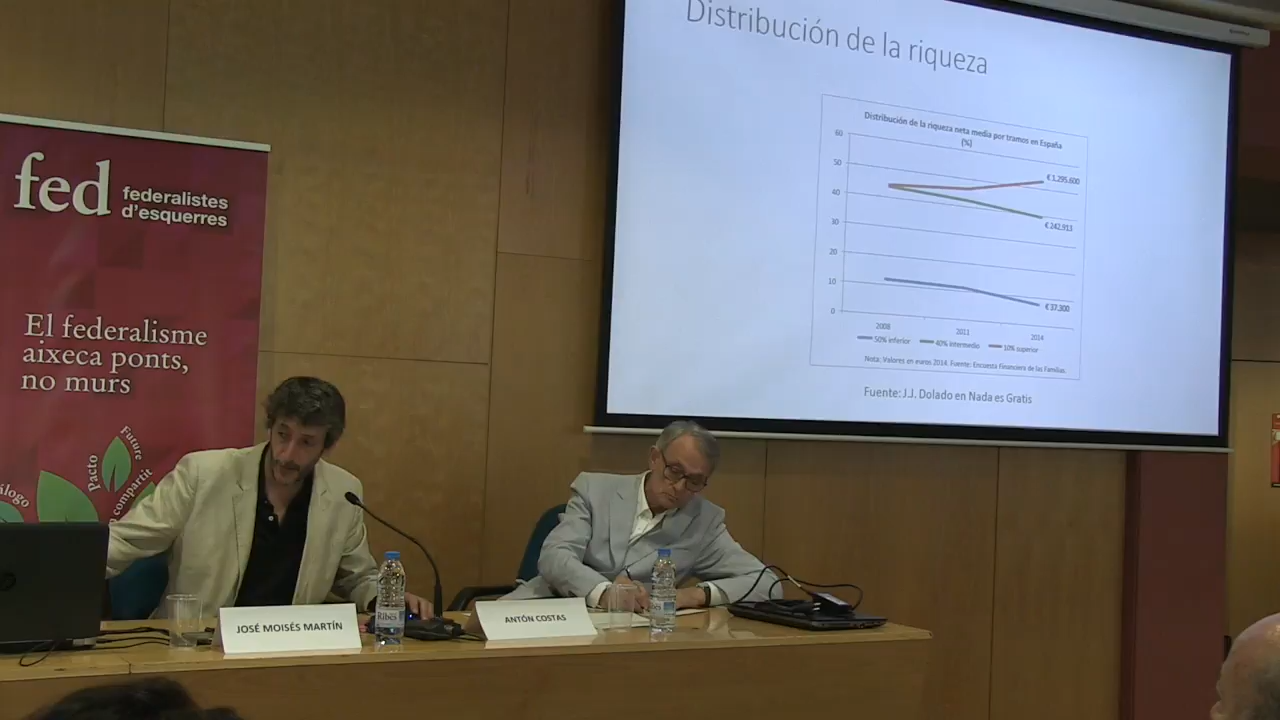 fed federalistes
d'esquerres
El federalisme
aixeca ponts,
no murs
Pacto
Future
compartit
Distribución de la riqueza
Distribución de la riqueza neta media por tramos en España
(%)
60
50
40
30
20
10
0
€ 1,295.600
€ 242.913
€ 37.300
2008
2011
2014
50% inferior
40% intermedio
10% superior
Nota: Valores en euros 2014. Fuente: Encuesta Financiera de las Familias.
Fuente: J.J. Dolado en Nada es Gratis
JOSÉ MOISÉS MARTÍN
ANTÓN COSTAS
Ribes